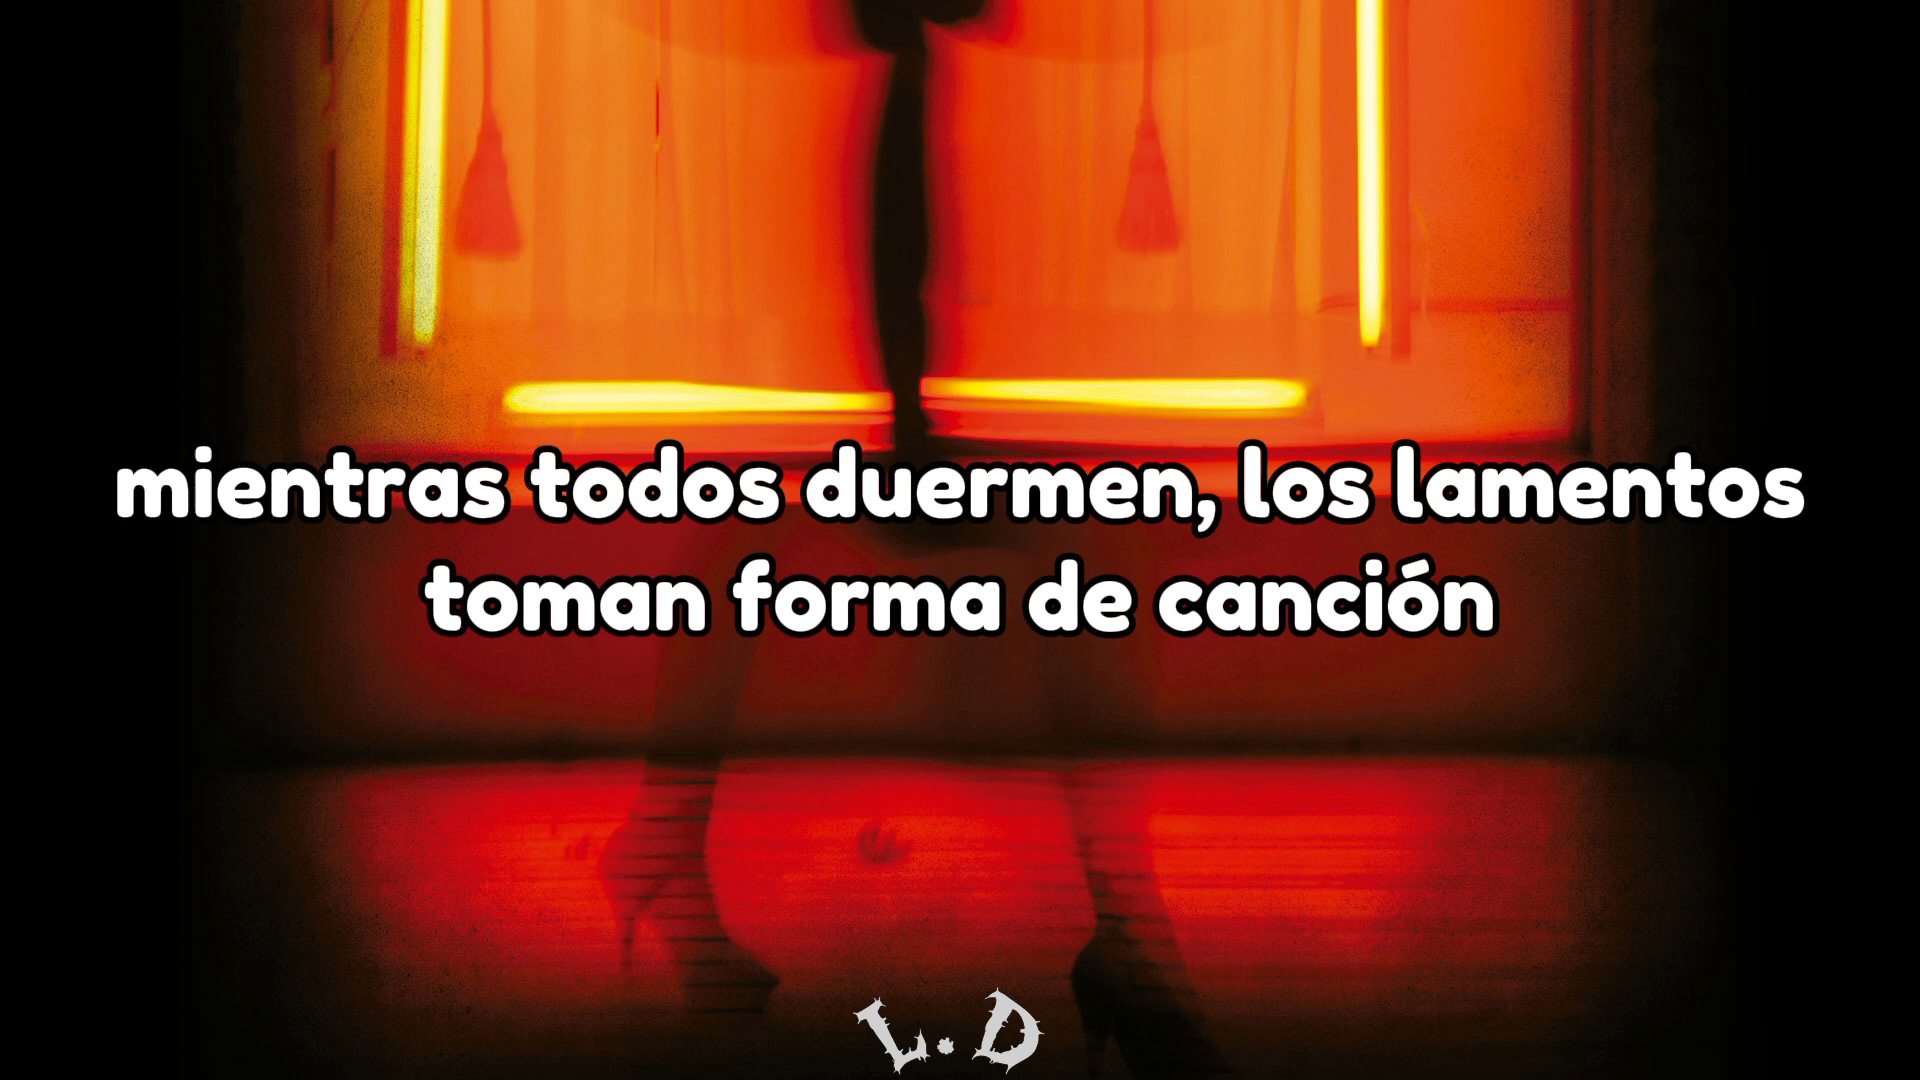 mientras todos duermen, los lamentos
toman forma de canción
L.D